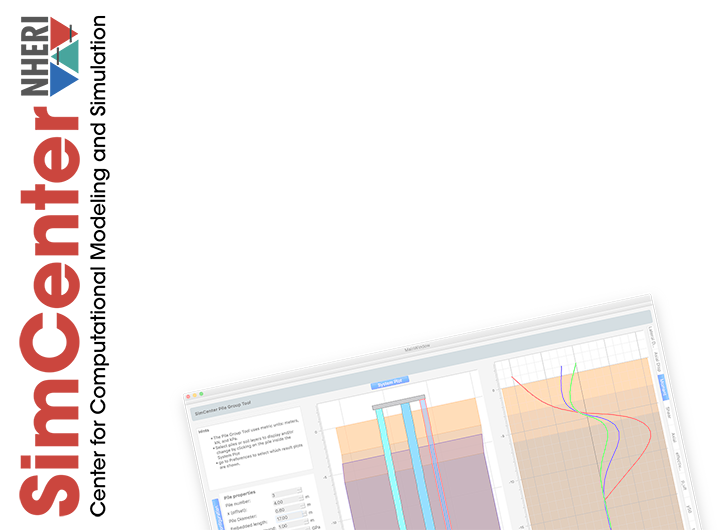 SimCenter
NHERI
Center for Computational Modeling and Simulation
MainWindow
SimCenter Pile Group Tool
System Plot
Hints
• The Pile Group Tool uses metric units: meters,
kN, and kPa.
• Select piles or soil layers to display and/or
change by clicking on the pile inside the
System Plot
• go to Preferences to select which result plots
are shown.
Pile properties
Pile number:
x (offset): 4.00 m
Pile Diameter: 0.80 m
Embedded length: 17.00 m
1.00 m
GPa